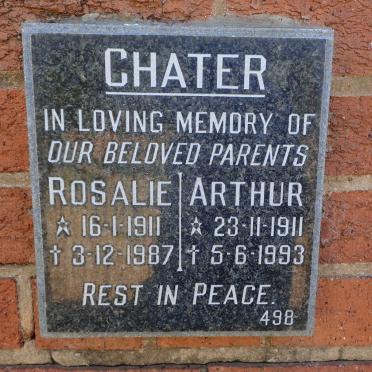 CHATER
IN LOVING MEMORY OF
OUR BELOVED PARENTS
ROSALIE ARTHUR
☆ 16-1-1911 ☆ 23-11-1911
† 3-12-1987 † 5-6-1993
REST IN PEACE.
498